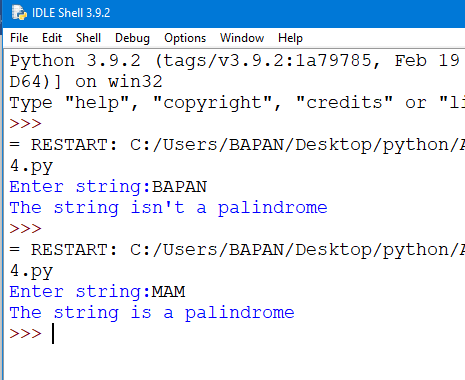 IDLE Shell 3.9.2
File Edit Shell Debug Options Window Help
Python 3.9.2 (tags/v3.9.2:1a79785, Feb 19
D64)] on win32
Type "help", "copyright", "credits" or "li
>>>
= RESTART: C:/Users/BAPAN/Desktop/python/A
4.py
Enter string:BAPAN
The string isn't a palindrome
>>>
= RESTART: C:/Users/BAPAN/Desktop/python/A
4.py
Enter string:MAM
The string is a palindrome
>>>